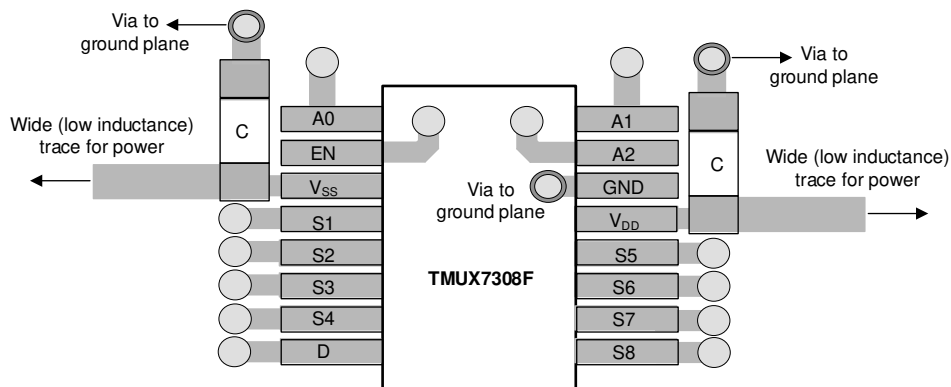 Via to
ground plane
Via to
ground plane
C
Wide (low inductance)
trace for power
A0
EN
VSS
S1
S2
S3
S4
D
Via to
ground plane
TMUX7308F
A1
A2
GND
VDD
S5
S6
S7
S8
C
Wide (low inductance)
trace for power